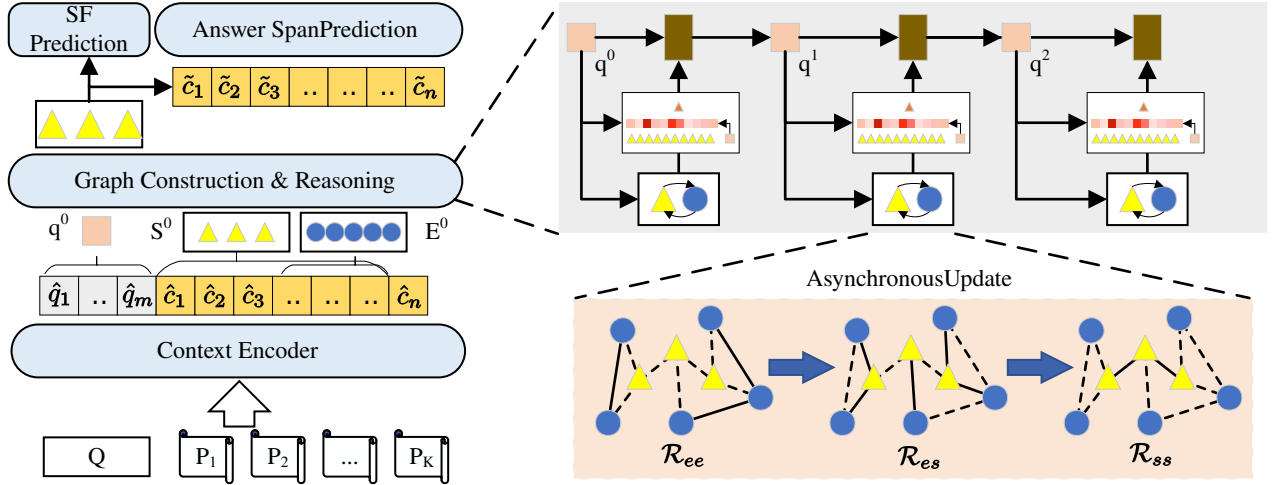 SF
Prediction
Answer SpanPrediction
c̃₁ c̃₂ c̃₃ .. .. .. c̃ₙ
Graph Construction & Reasoning
q⁰ S⁰ E⁰
q̂₁ .. q̂ₘ ĉ₁ ĉ₂ ĉ₃ .. .. .. ĉₙ
Context Encoder
Q P₁ P₂ ... P_K
q⁰ q¹ q²
AsynchronousUpdate
𝓡ₑₑ 𝓡ₑₛ 𝓡ₛₛ